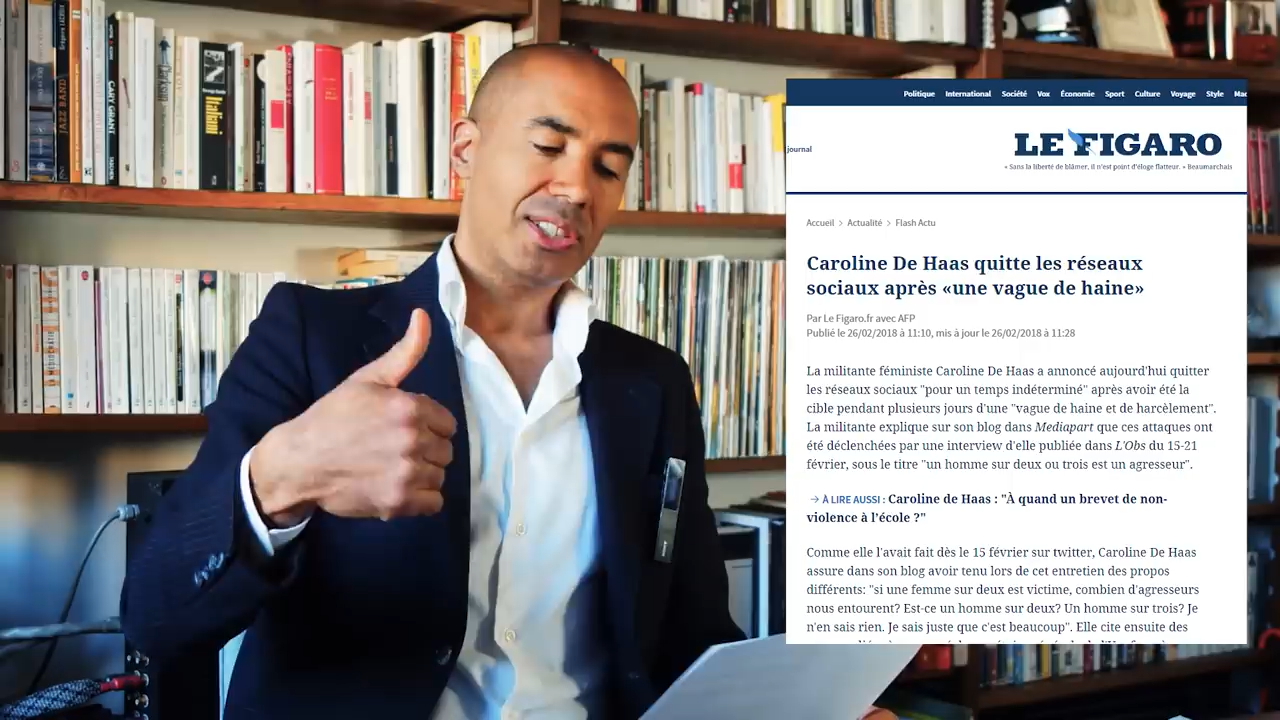 JAZZ BAND
CARY GRANT
Italiani
Politique International Société Vox Économie Sport Culture Voyage Style
journal
LE FIGARO
« Sans la liberté de blâmer, il n'est point d'éloge flatteur. » Beaumarchais
Accueil > Actualité > Flash Actu
Caroline De Haas quitte les réseaux
sociaux après «une vague de haine»
Par Le Figaro.fr avec AFP
Publié le 26/02/2018 à 11:10, mis à jour le 26/02/2018 à 11:28
La militante féministe Caroline De Haas a annoncé aujourd'hui quitter
les réseaux sociaux "pour un temps indéterminé" après avoir été la
cible pendant plusieurs jours d'une "vague de haine et de harcèlement".
La militante explique sur son blog dans Mediapart que ces attaques ont
été déclenchées par une interview d'elle publiée dans L'Obs du 15-21
février, sous le titre "un homme sur deux ou trois est un agresseur".
→ À LIRE AUSSI : Caroline de Haas : "À quand un brevet de non-
violence à l'école ?"
Comme elle l'avait fait dès le 15 février sur twitter, Caroline De Haas
assure dans son blog avoir tenu lors de cet entretien des propos
différents: "si une femme sur deux est victime, combien d'agresseurs
nous entourent? Est-ce un homme sur deux? Un homme sur trois? Je
n'en sais rien. Je sais juste que c'est beaucoup". Elle cite ensuite des